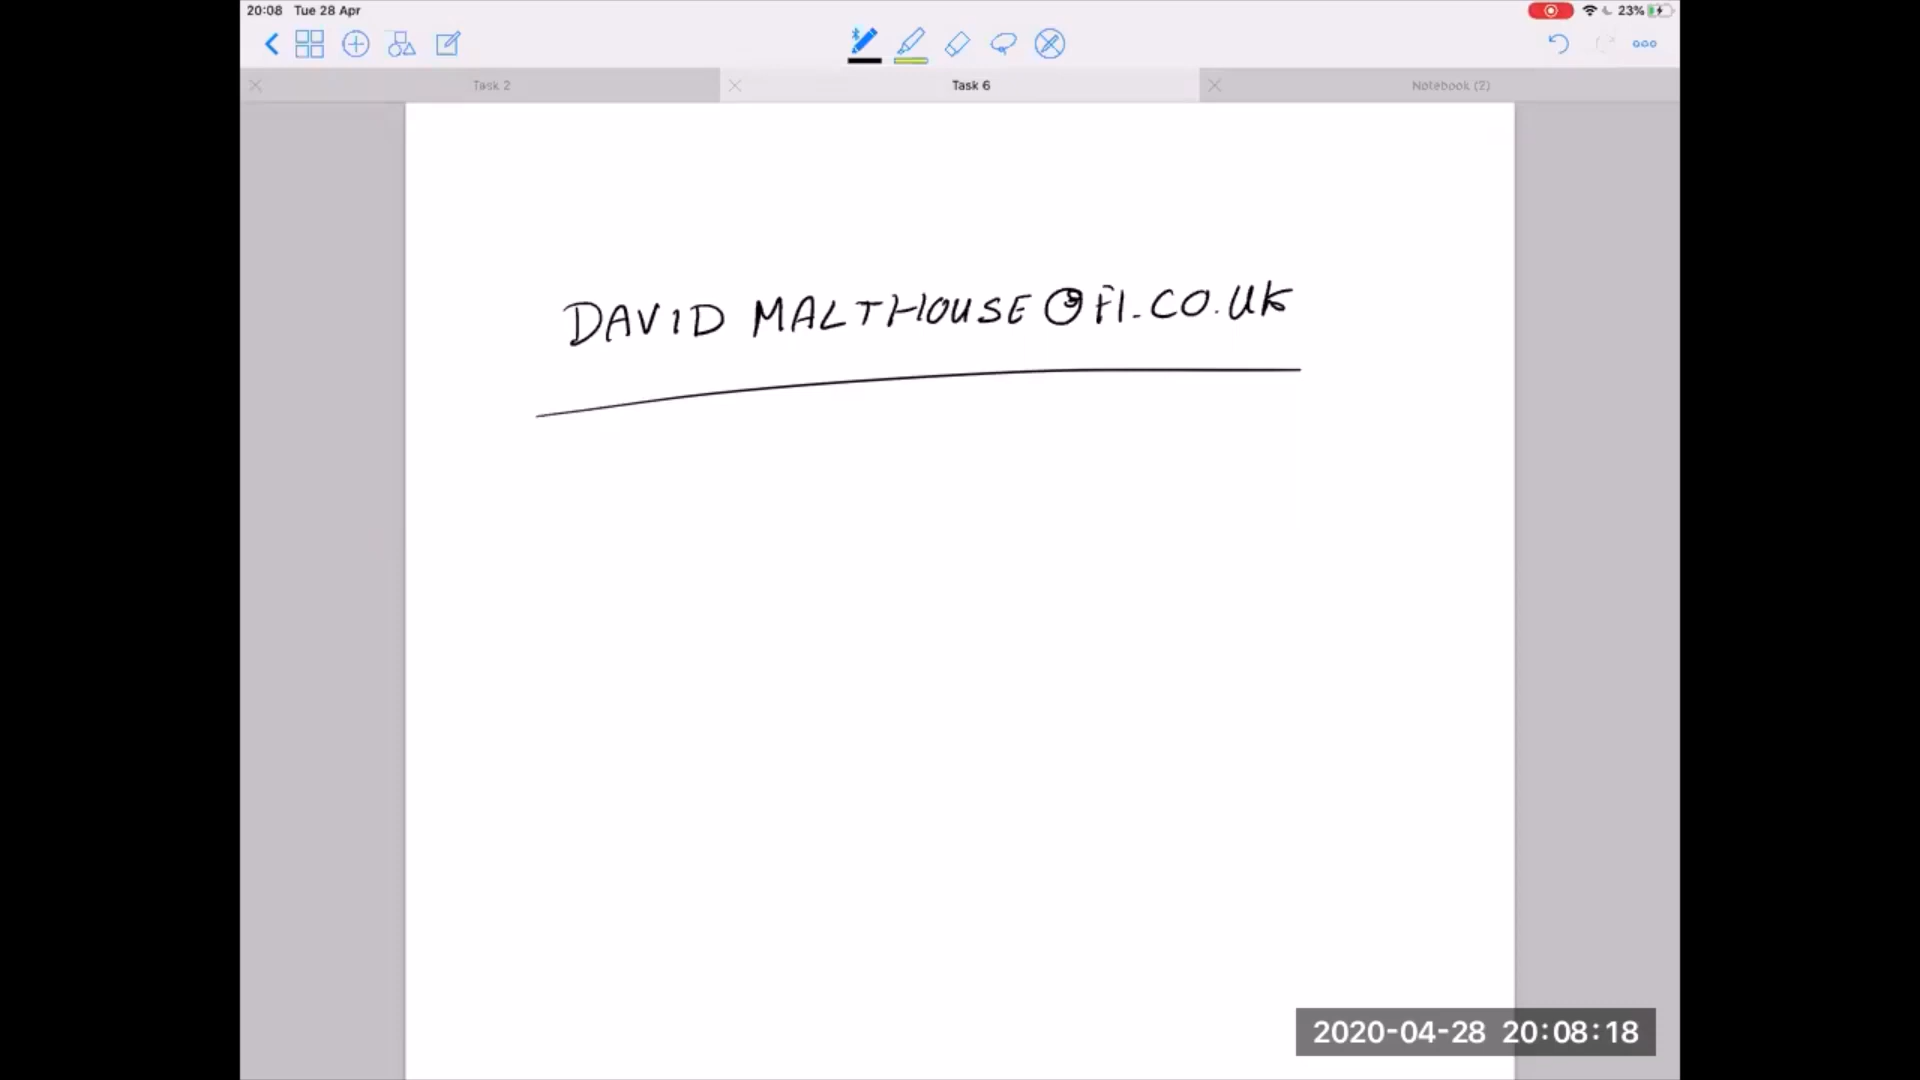 20:08 Tue 28 Apr 23%
Task 2 Task 6 Notebook (2)
DAVID MALTHOUSE@FI.CO.UK
2020-04-28 20:08:18